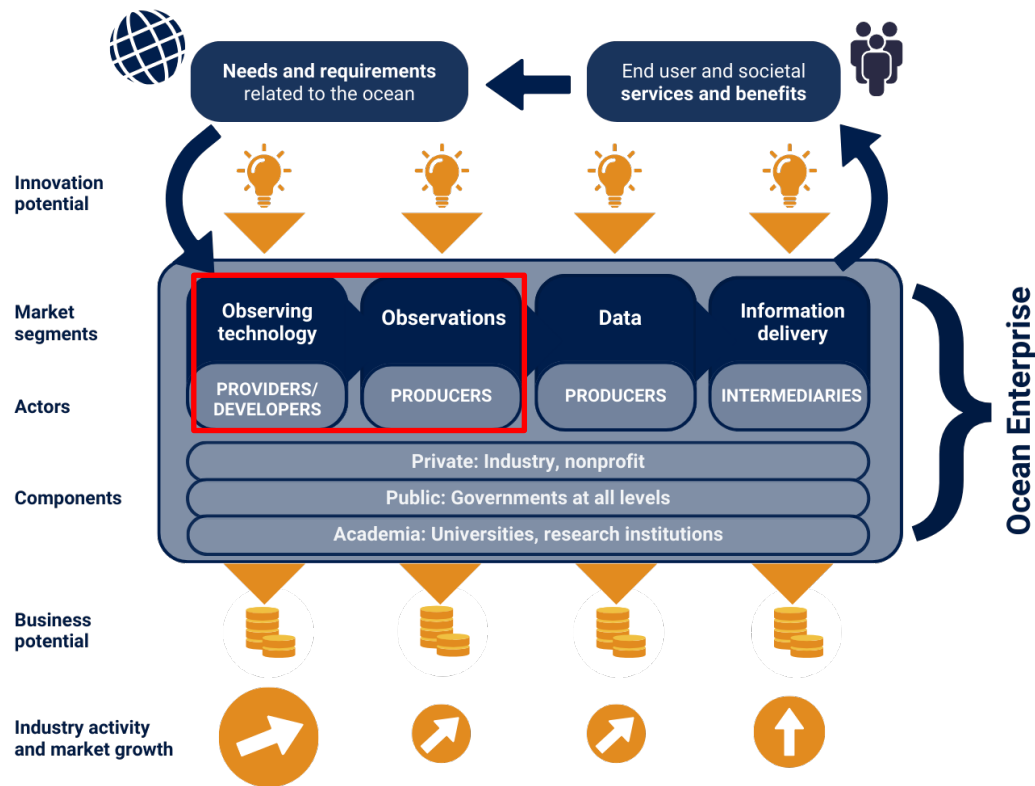 Needs and requirements
related to the ocean
End user and societal
services and benefits
Innovation
potential
Market
segments
Observing
technology
Observations
Data
Information
delivery
Actors
PROVIDERS/
DEVELOPERS
PRODUCERS
PRODUCERS
INTERMEDIARIES
Components
Private: Industry, nonprofit
Public: Governments at all levels
Academia: Universities, research institutions
Ocean Enterprise
Business
potential
Industry activity
and market growth